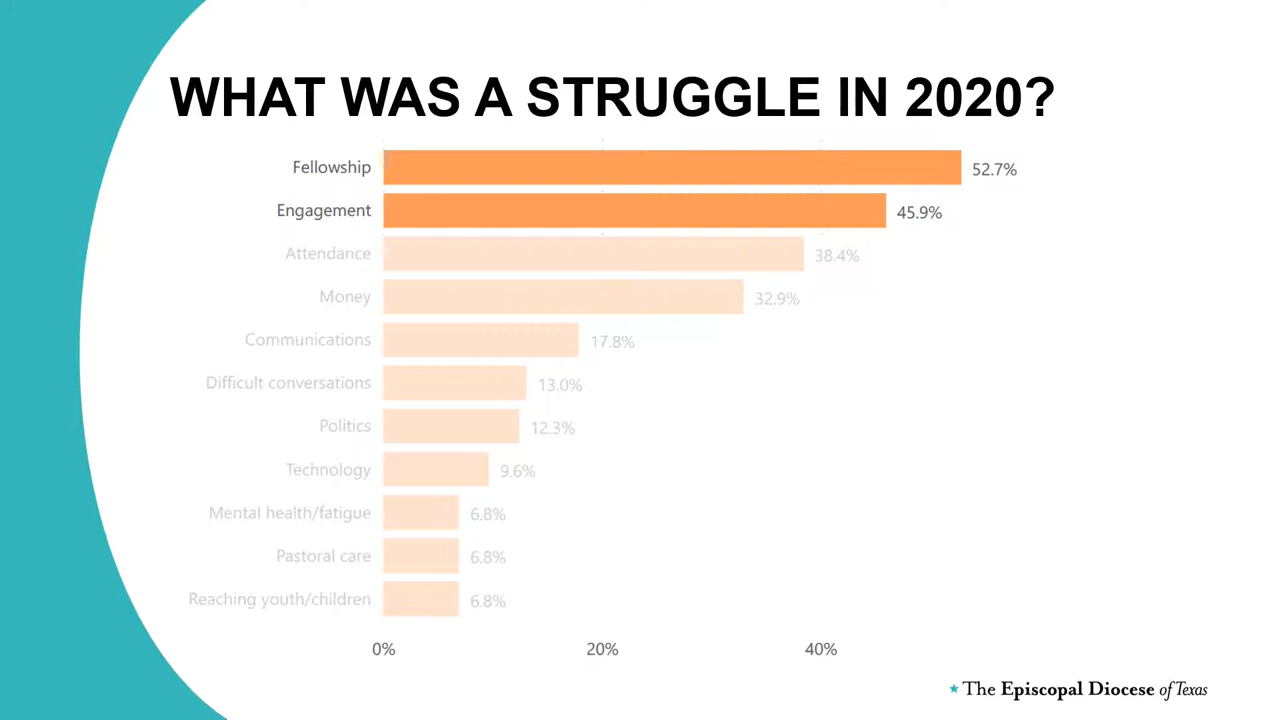 WHAT WAS A STRUGGLE IN 2020?
Fellowship 52.7%
Engagement 45.9%
Attendance 38.4%
Money 32.9%
Communications 17.8%
Difficult conversations 13.0%
Politics 12.3%
Technology 9.6%
Mental health/fatigue 6.8%
Pastoral care 6.8%
Reaching youth/children 6.8%
0% 20% 40%
The Episcopal Diocese of Texas